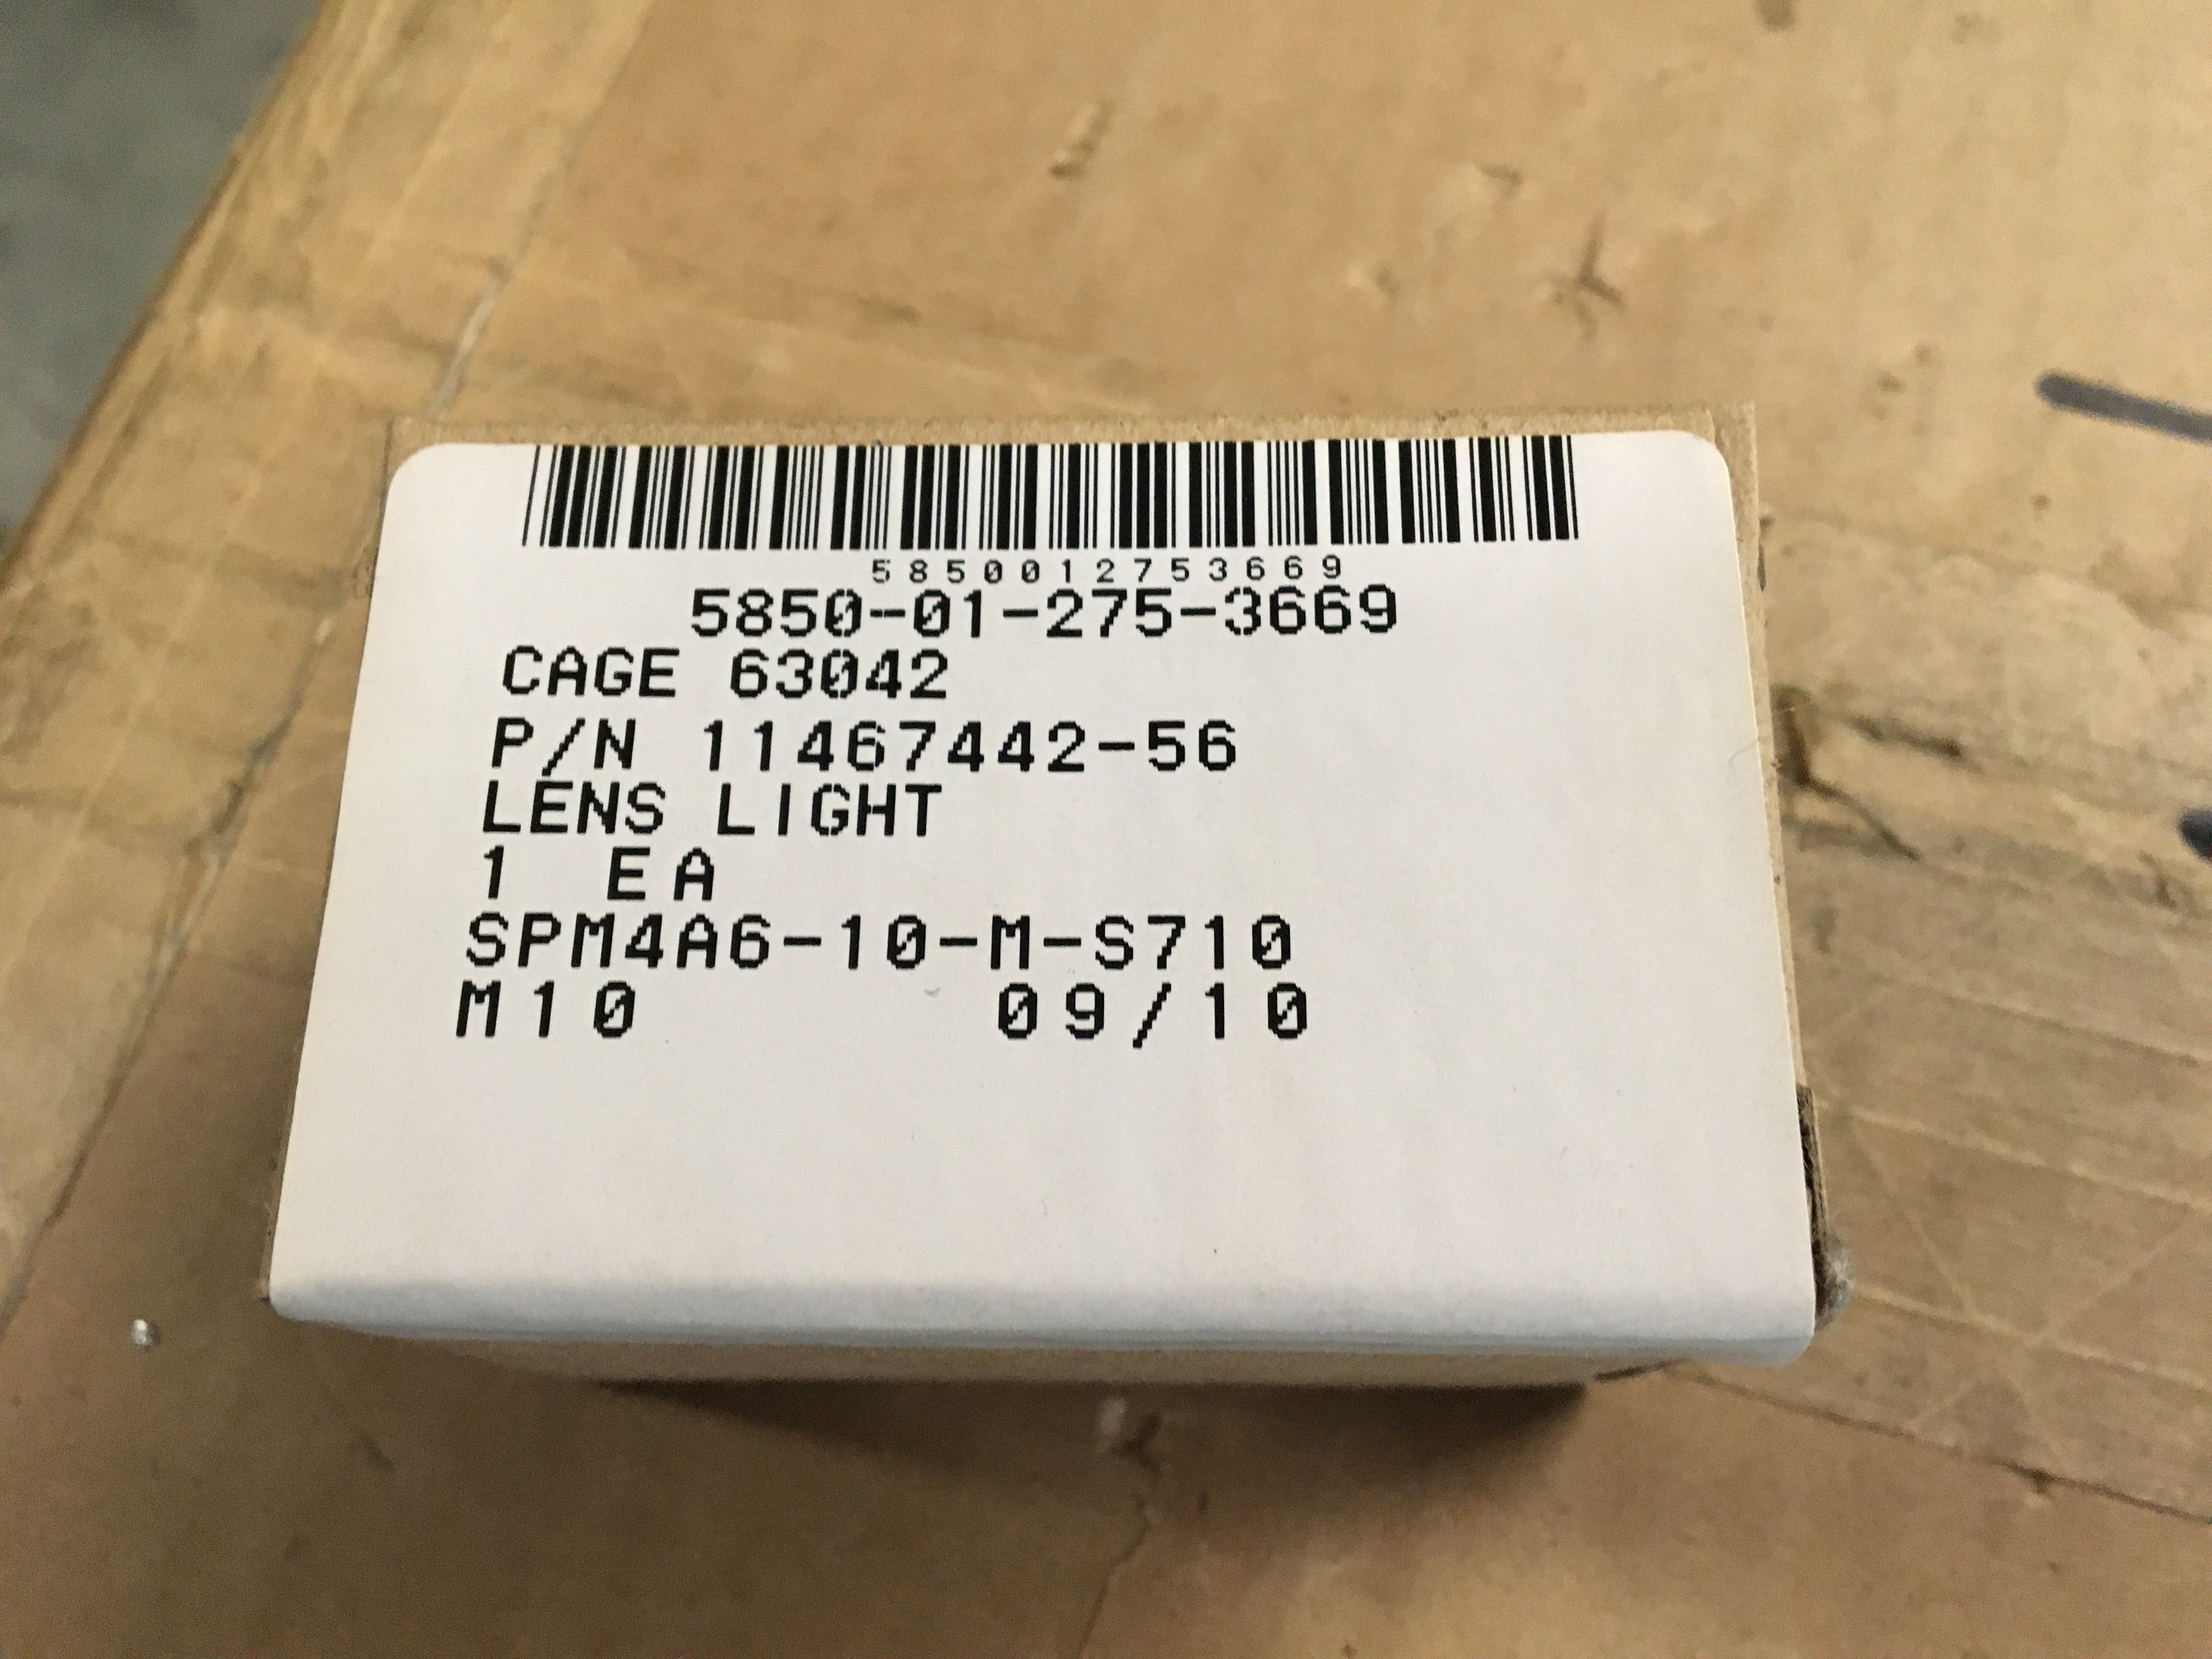 5850012753669
5850-01-275-3669
CAGE 63042
P/N 11467442-56
LENS LIGHT
1 EA
SPM4A6-10-M-S710
M10 09/10